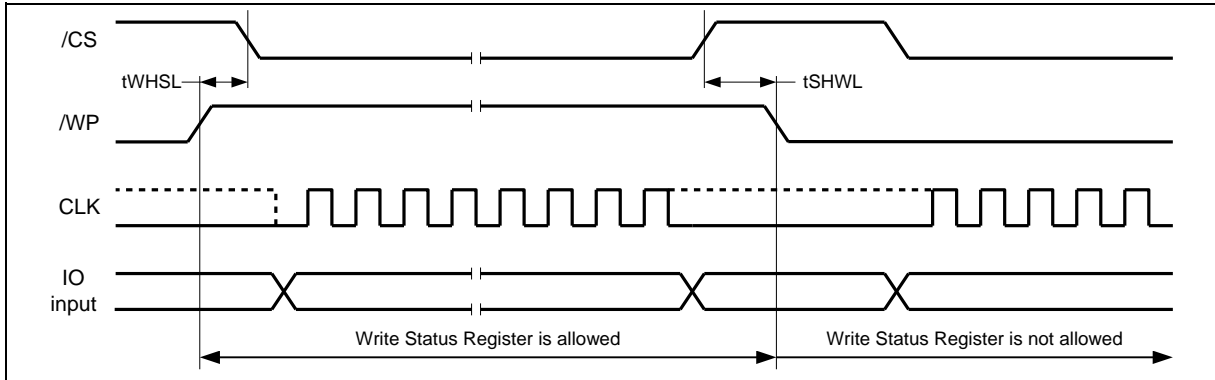 /CS
tWHSL
tSHWL
/WP
CLK
IO
input
Write Status Register is allowed
Write Status Register is not allowed